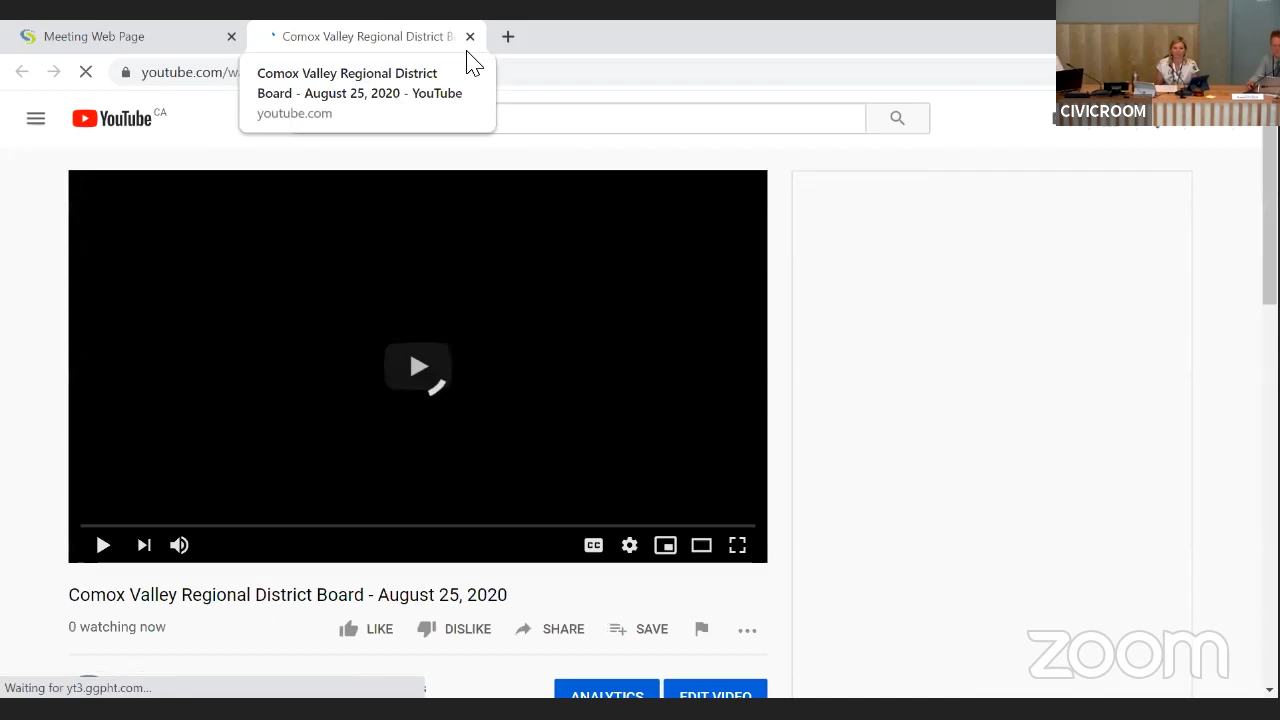 Meeting Web Page
Comox Valley Regional District B
youtube.com/wa
Comox Valley Regional District
Board - August 25, 2020 - YouTube
youtube.com
YouTube CA
CIVICROOM
CC
Comox Valley Regional District Board - August 25, 2020
0 watching now
LIKE
DISLIKE
SHARE
SAVE
zoom
Waiting for yt3.ggpht.com...
ANALYTICS
EDIT VIDEO